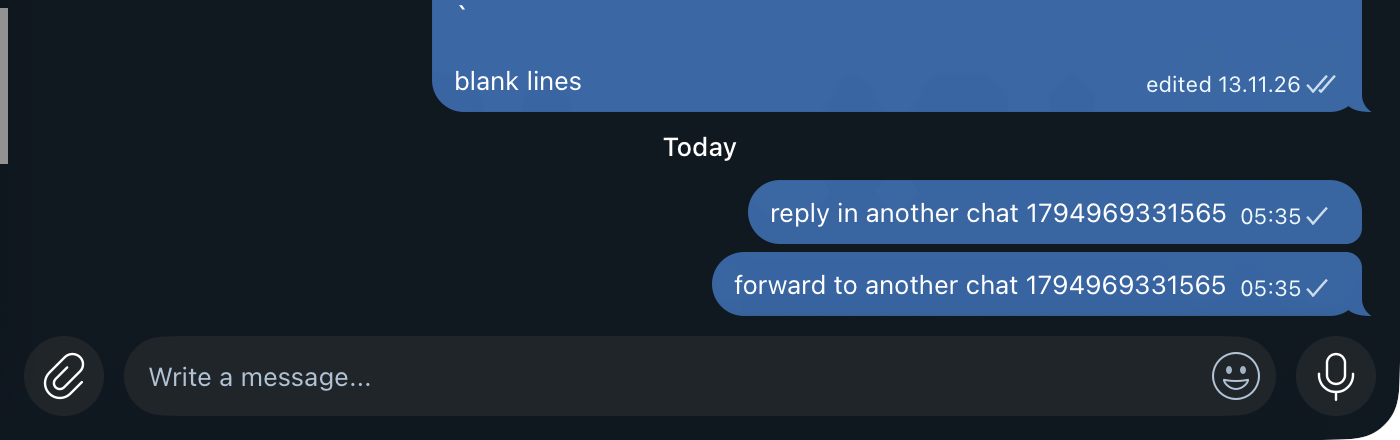 `
blank lines
edited 13.11.26
Today
reply in another chat 1794969331565 05:35
forward to another chat 1794969331565 05:35
Write a message...